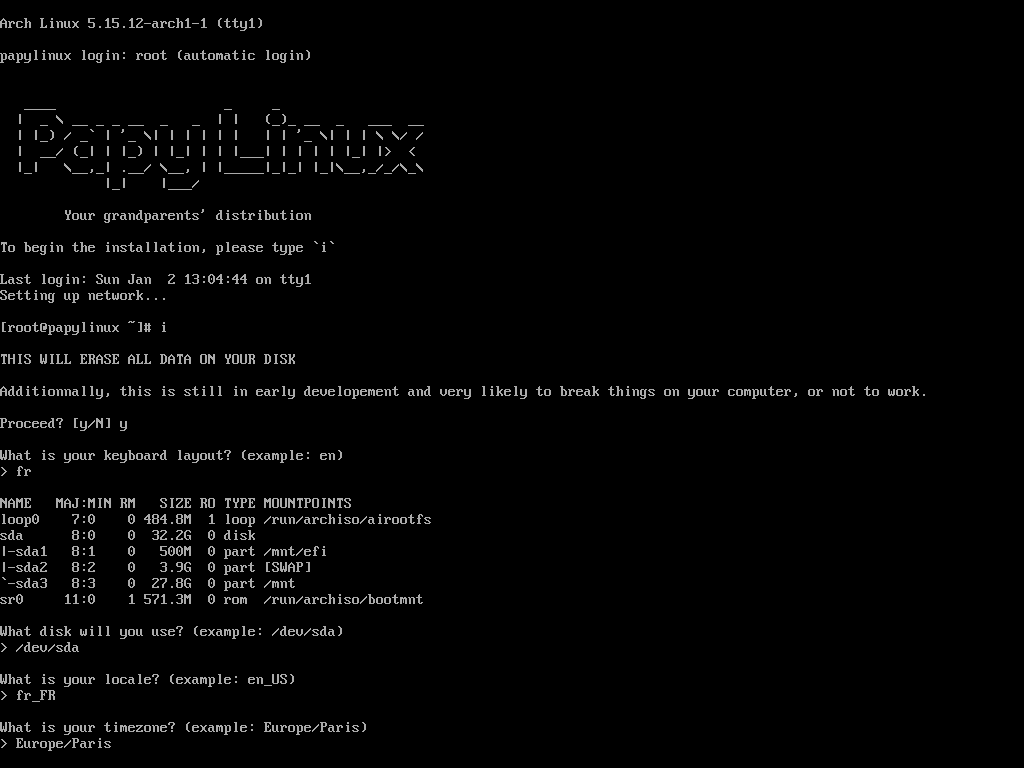 Arch Linux 5.15.12-arch1-1 (tty1)
papylinux login: root (automatic login)
PapyLinux
Your grandparents' distribution
To begin the installation, please type `i`
Last login: Sun Jan  2 13:04:44 on tty1
Setting up network...
[root@papylinux ~]# i
THIS WILL ERASE ALL DATA ON YOUR DISK
Additionnally, this is still in early developement and very likely to break things on your computer, or not to work.
Proceed? [y/N] y
What is your keyboard layout? (example: en)
> fr
NAME   MAJ:MIN RM   SIZE RO TYPE MOUNTPOINTS
loop0    7:0    0 484.8M  1 loop /run/archiso/airootfs
sda      8:0    0  32.2G  0 disk
|-sda1   8:1    0   500M  0 part /mnt/efi
|-sda2   8:2    0   3.9G  0 part [SWAP]
`-sda3   8:3    0  27.8G  0 part /mnt
sr0     11:0    1 571.3M  0 rom  /run/archiso/bootmnt
What disk will you use? (example: /dev/sda)
> /dev/sda
What is your locale? (example: en_US)
> fr_FR
What is your timezone? (example: Europe/Paris)
> Europe/Paris